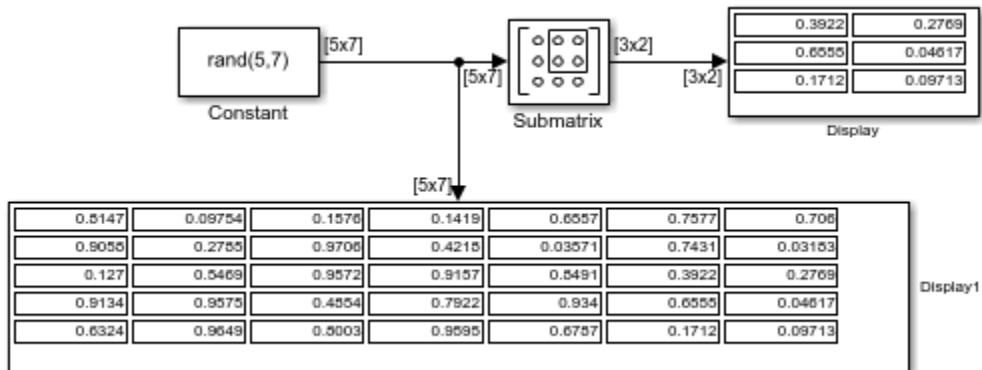 rand(5,7)
Constant
[5x7]
[5x7]
Submatrix
[3x2]
[3x2]
0.3922 0.2769
0.6555 0.04617
0.1712 0.09713
Display
[5x7]
0.8147 0.09754 0.1576 0.1419 0.6557 0.7577 0.706
0.9058 0.2785 0.9706 0.4218 0.03571 0.7431 0.03183
0.127 0.5469 0.9572 0.9157 0.8491 0.3922 0.2769
0.9134 0.9575 0.4854 0.7922 0.934 0.6555 0.04617
0.6324 0.9649 0.8003 0.9595 0.6787 0.1712 0.09713
Display1